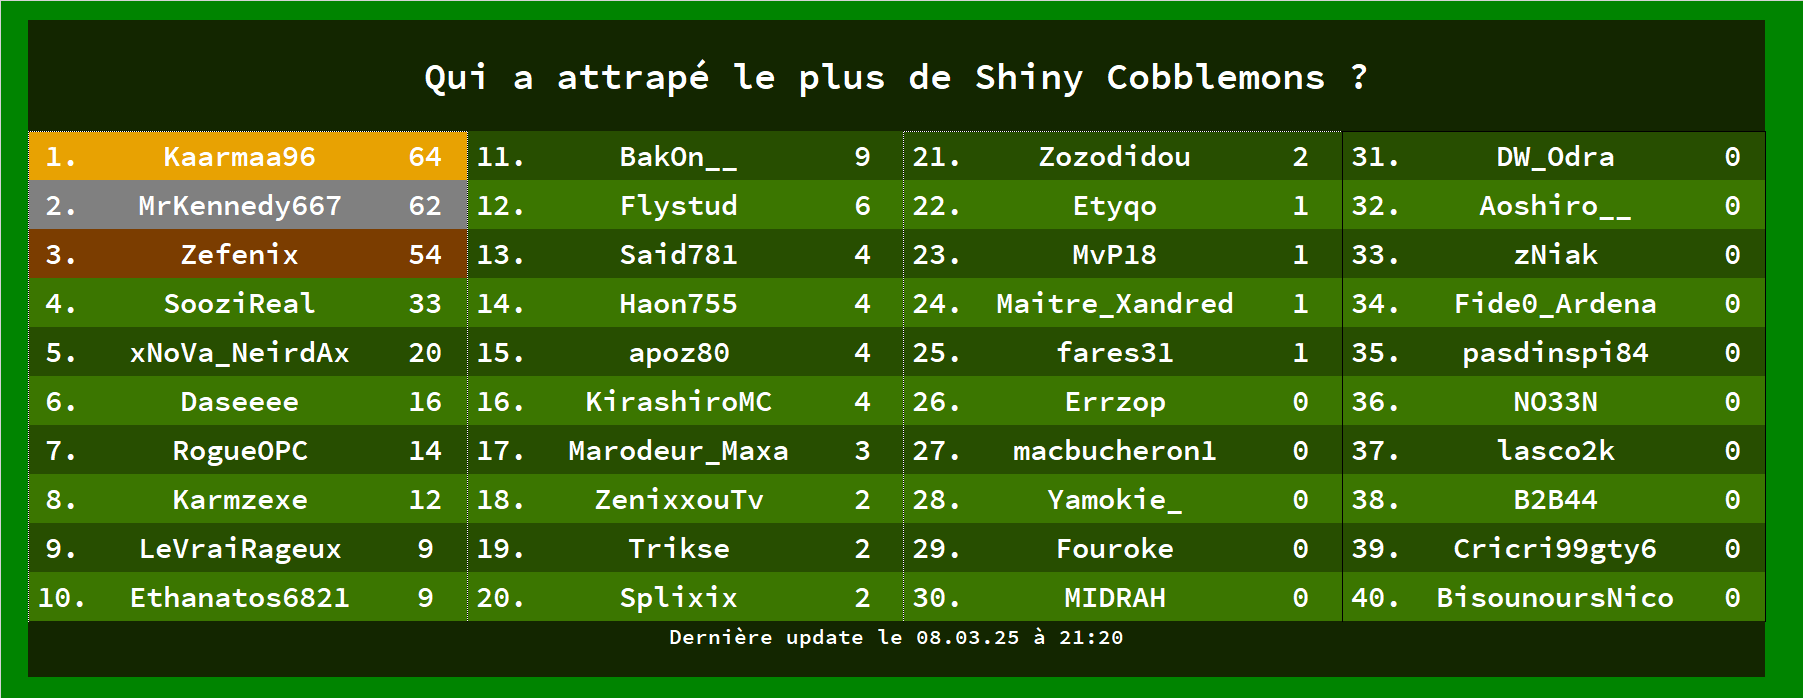 Qui a attrapé le plus de Shiny Cobblemons ?
1. Kaarmaa96 64
2. MrKennedy667 62
3. Zefenix 54
4. SooziReal 33
5. xNoVa_NeirdAx 20
6. Daseeee 16
7. RogueOPC 14
8. Karmzexe 12
9. LeVraiRageux 9
10. Ethanatos6821 9
11. BakOn__ 9
12. Flystud 6
13. Said781 4
14. Haon755 4
15. apoz80 4
16. KirashiroMC 4
17. Marodeur_Maxa 3
18. ZenixxouTv 2
19. Trikse 2
20. Splixix 2
21. Zozodidou 2
22. Etyqo 1
23. MvP18 1
24. Maitre_Xandred 1
25. fares31 1
26. Errzop 0
27. macbucheron1 0
28. Yamokie_ 0
29. Fouroke 0
30. MIDRAH 0
31. DW_Odra 0
32. Aoshiro__ 0
33. zNiak 0
34. Fide0_Ardena 0
35. pasdinspi84 0
36. NO33N 0
37. lasco2k 0
38. B2B44 0
39. Cricri99gty6 0
40. BisounoursNico 0
Dernière update le 08.03.25 à 21:20